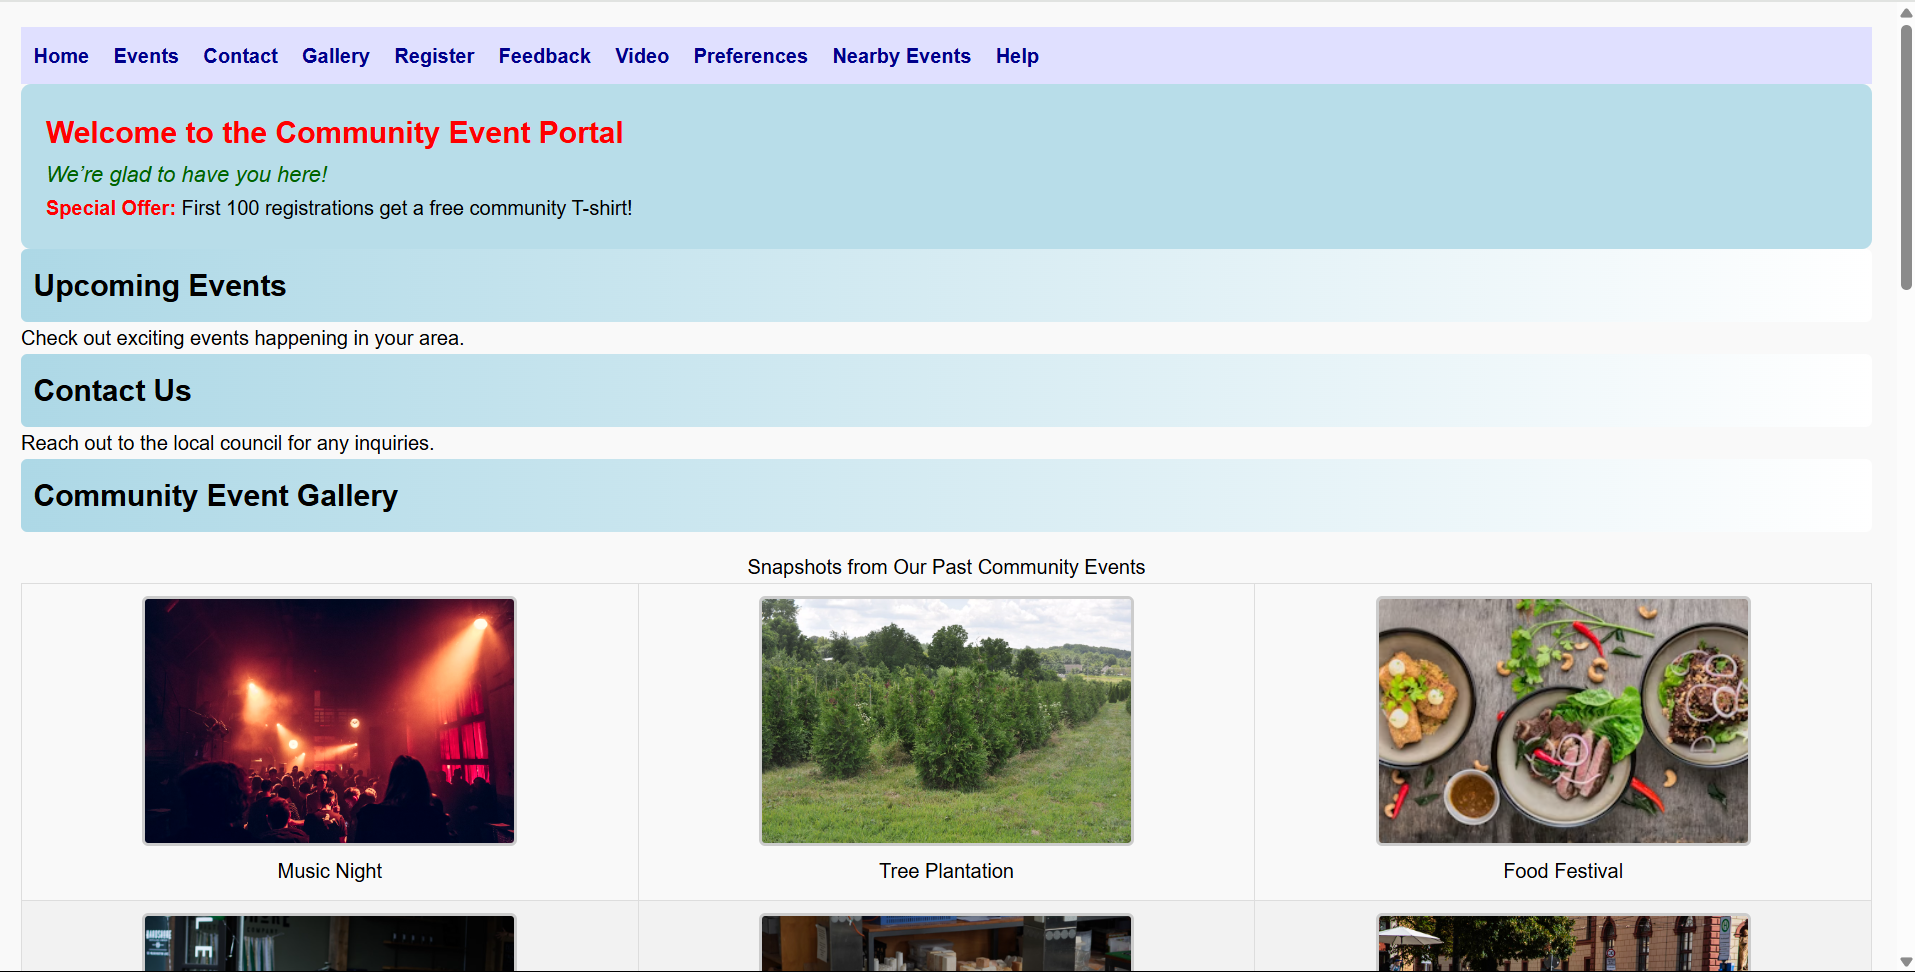 Home Events Contact Gallery Register Feedback Video Preferences Nearby Events Help
Welcome to the Community Event Portal
We’re glad to have you here!
Special Offer: First 100 registrations get a free community T-shirt!
Upcoming Events
Check out exciting events happening in your area.
Contact Us
Reach out to the local council for any inquiries.
Community Event Gallery
Snapshots from Our Past Community Events
Music Night
Tree Plantation
Food Festival